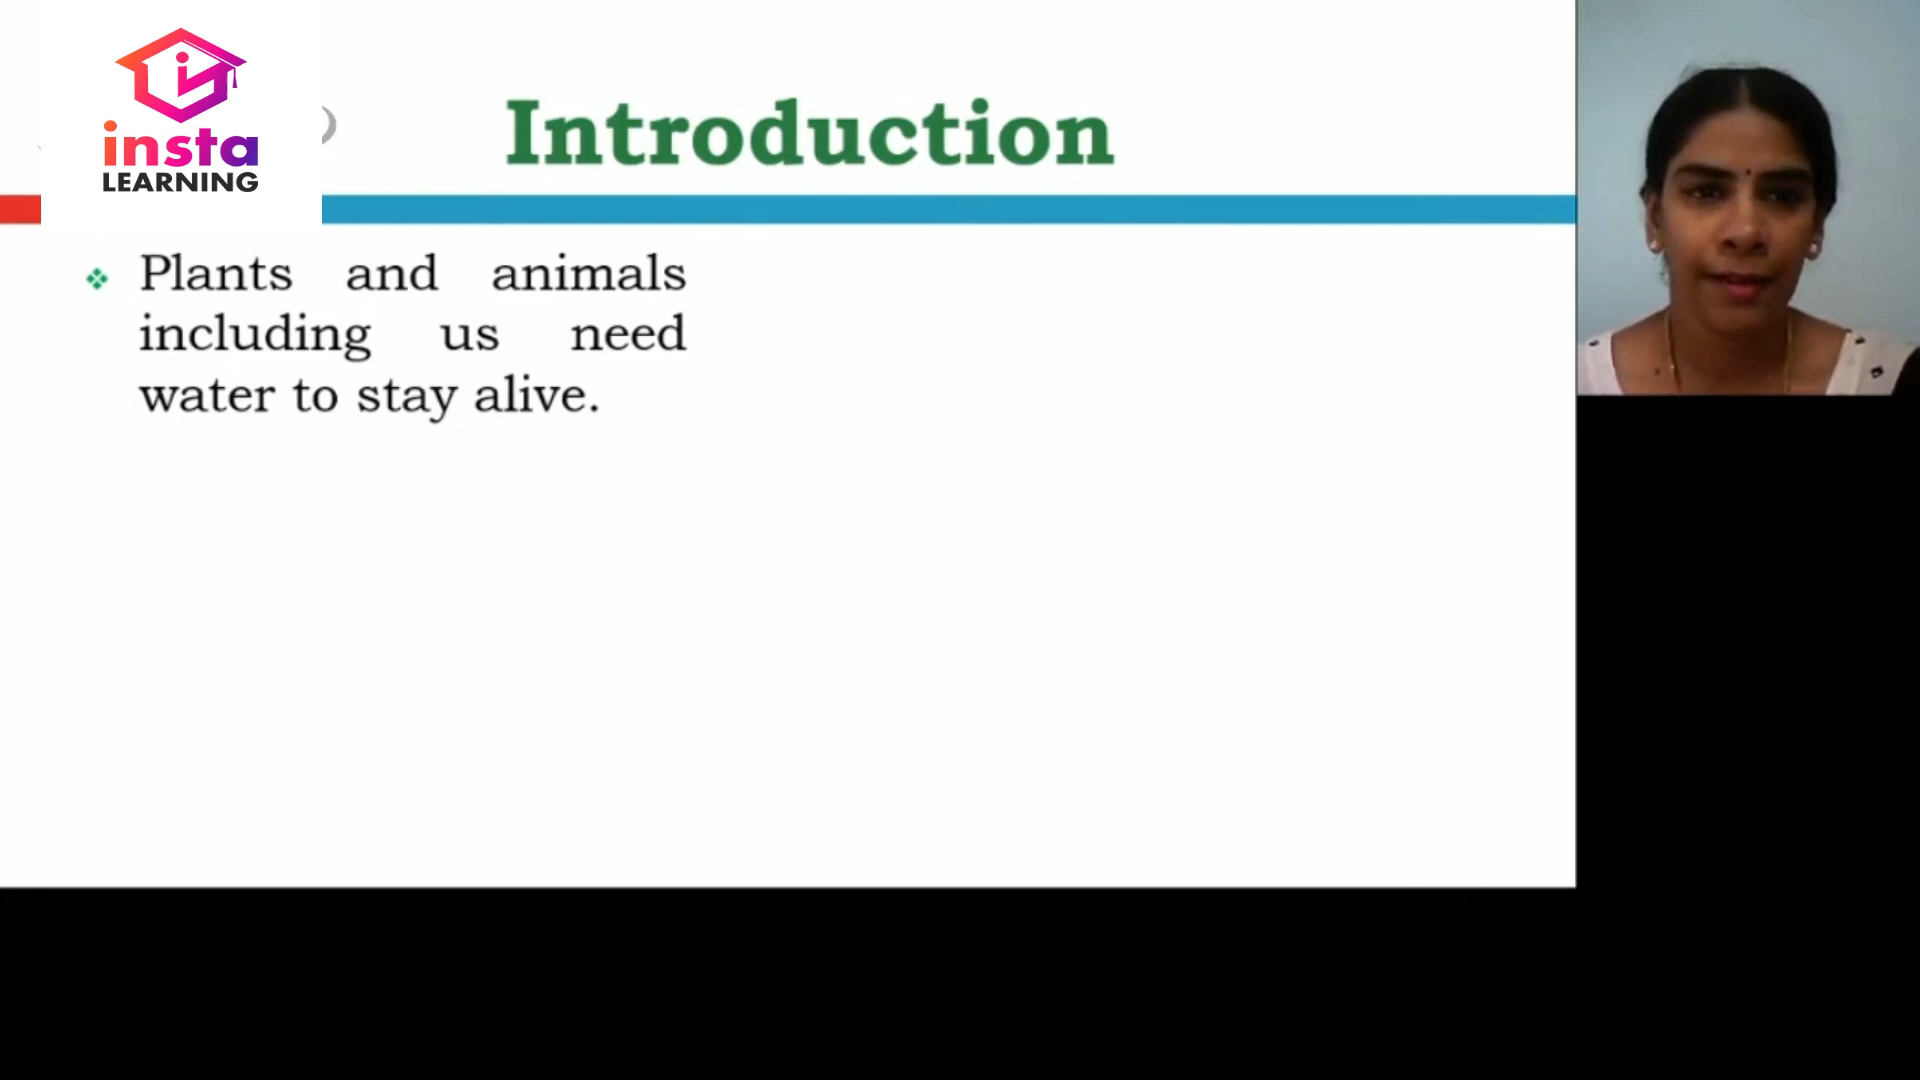 insta
LEARNING
Introduction
Plants and animals
including us need
water to stay alive.